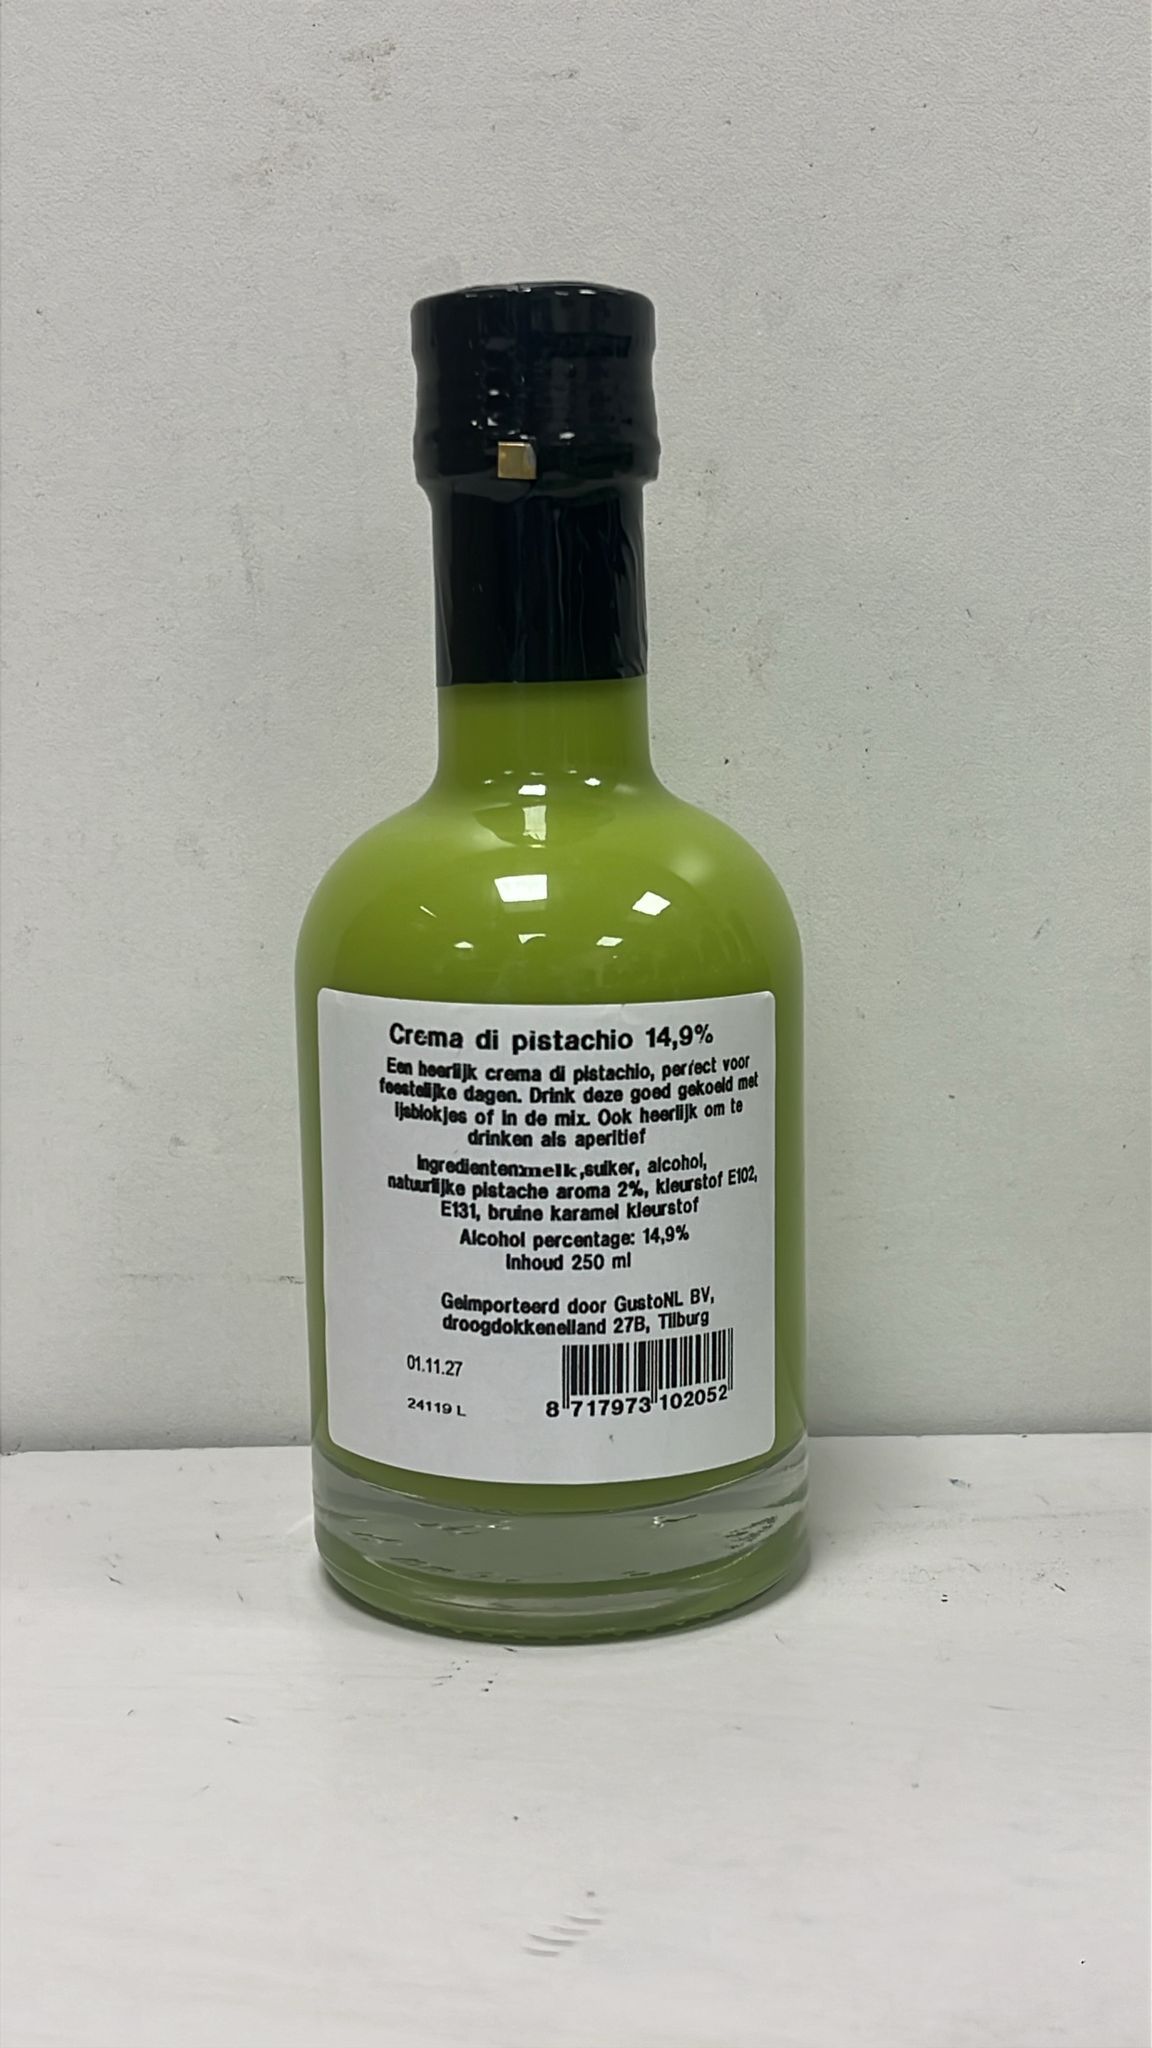 Crema di pistachio 14,9%
Een heerlijk crema di pistachio, perfect voor
feestelijke dagen. Drink deze goed gekoeld met
ijsblokjes of in de mix. Ook heerlijk om te
drinken als aperitief
Ingredienten:melk,suiker, alcohol,
natuurlijke pistache aroma 2%, kleurstof E102,
E131, bruine karamel kleurstof
Alcohol percentage: 14,9%
Inhoud 250 ml
Geimporteerd door GustoNL BV,
droogdokkeneiland 27B, Tilburg
01.11.27
24119 L
8 717973 102052